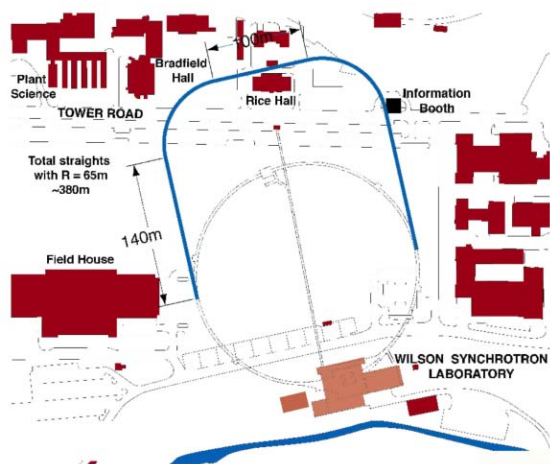 100m
Bradfield
Hall
Plant
Science
Rice Hall
Information
Booth
TOWER ROAD
Total straights
with R = 65m
~380m
140m
Field House
WILSON SYNCHROTRON
LABORATORY